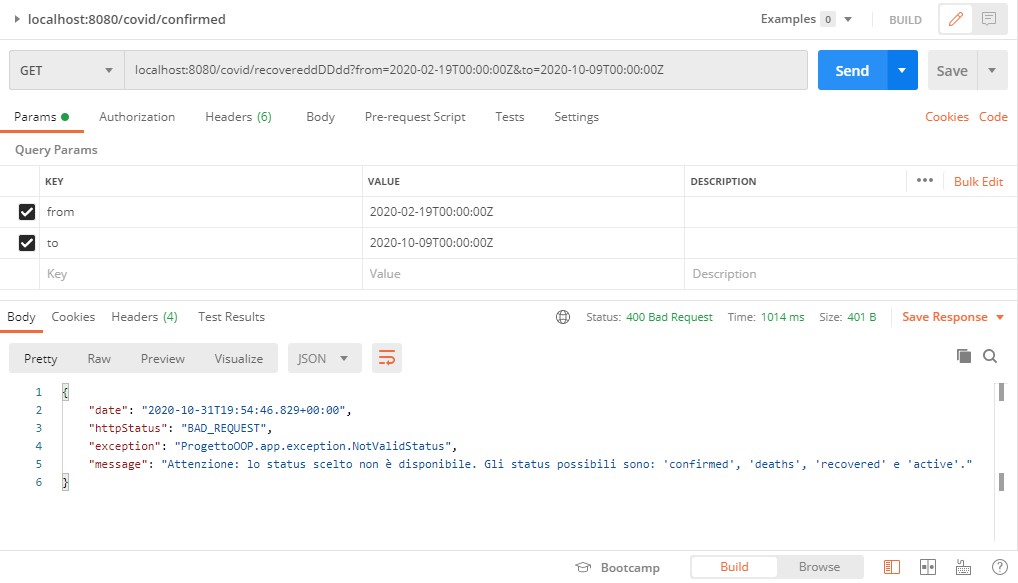 localhost:8080/covid/confirmed
Examples 0 BUILD
GET localhost:8080/covid/recovereddDDdd?from=2020-02-19T00:00:00Z&to=2020-10-09T00:00:00Z Send Save
Params Authorization Headers (6) Body Pre-request Script Tests Settings Cookies Code
Query Params
KEY VALUE DESCRIPTION ••• Bulk Edit
from 2020-02-19T00:00:00Z
to 2020-10-09T00:00:00Z
Key Value Description
Body Cookies Headers (4) Test Results Status: 400 Bad Request Time: 1014 ms Size: 401 B Save Response
Pretty Raw Preview Visualize JSON
1 {
2 "date": "2020-10-31T19:54:46.829+00:00",
3 "httpStatus": "BAD_REQUEST",
4 "exception": "ProgettoOOP.app.exception.NotValidStatus",
5 "message": "Attenzione: lo status scelto non è disponibile. Gli status possibili sono: 'confirmed', 'deaths', 'recovered' e 'active'."
6 }
Bootcamp Build Browse ?